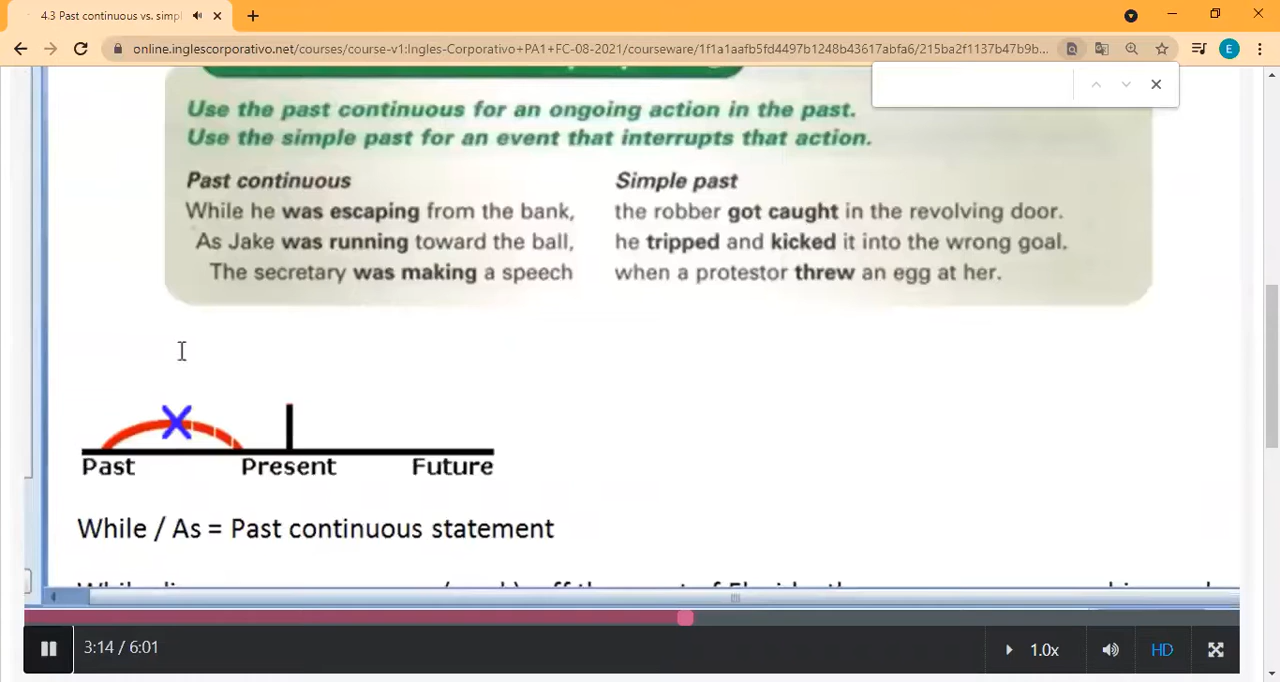 4.3 Past continuous vs. simpl
online.inglescorporativo.net/courses/course-v1:Ingles-Corporativo+PA1+FC-08-2021/courseware/1f1a1aafb5fd4497b1248b43617abfa6/215ba2f1137b47b9b...
E
Use the past continuous for an ongoing action in the past.
Use the simple past for an event that interrupts that action.
Past continuous Simple past
While he was escaping from the bank, the robber got caught in the revolving door.
As Jake was running toward the ball, he tripped and kicked it into the wrong goal.
The secretary was making a speech when a protestor threw an egg at her.
Past Present Future
While / As = Past continuous statement
3:14 / 6:01
1.0x
HD